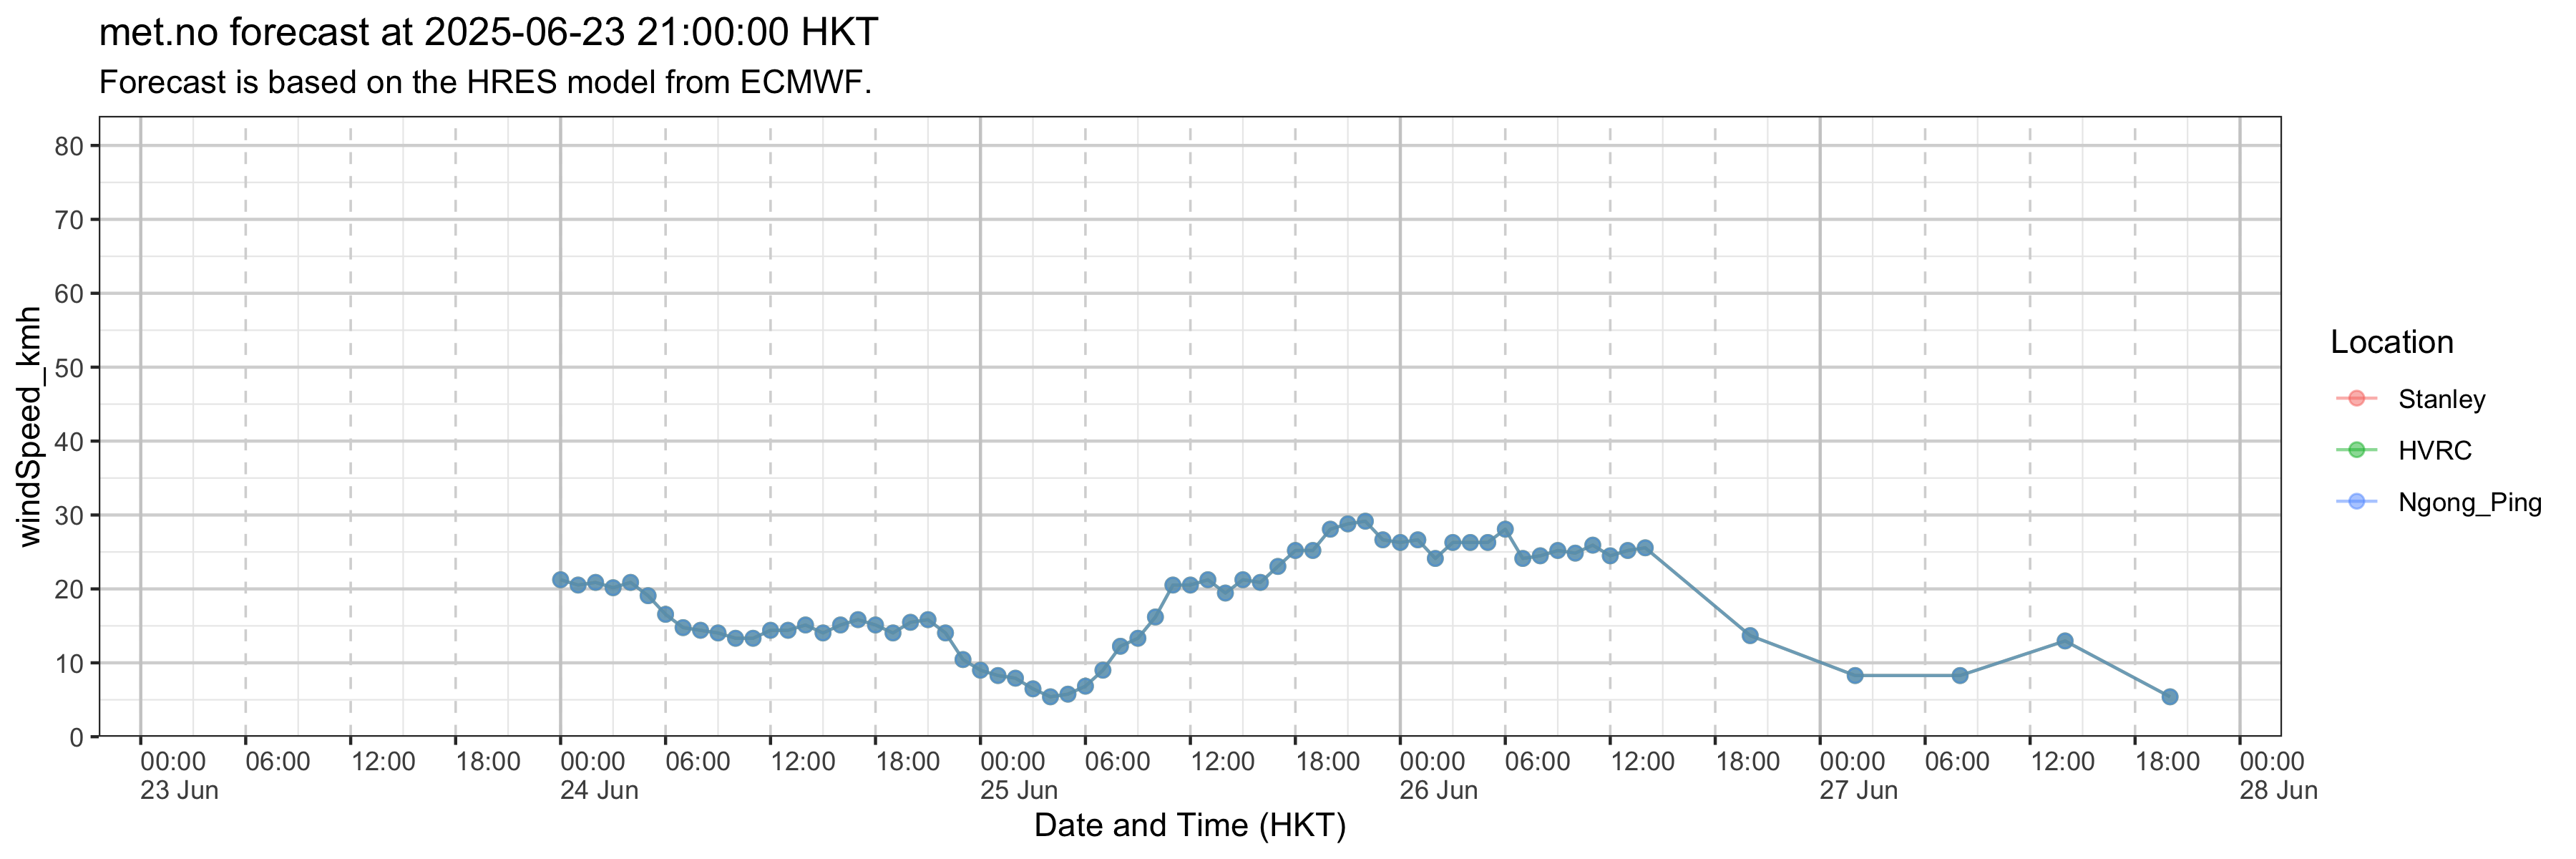 met.no forecast at 2025-06-23 21:00:00 HKT
Forecast is based on the HRES model from ECMWF.
windSpeed_kmh
80
70
60
50
40
30
20
10
0
00:00 06:00 12:00 18:00 00:00 06:00 12:00 18:00 00:00 06:00 12:00 18:00 00:00 06:00 12:00 18:00 00:00 06:00 12:00 18:00 00:00
23 Jun 24 Jun 25 Jun 26 Jun 27 Jun 28 Jun
Date and Time (HKT)
Location
Stanley
HVRC
Ngong_Ping